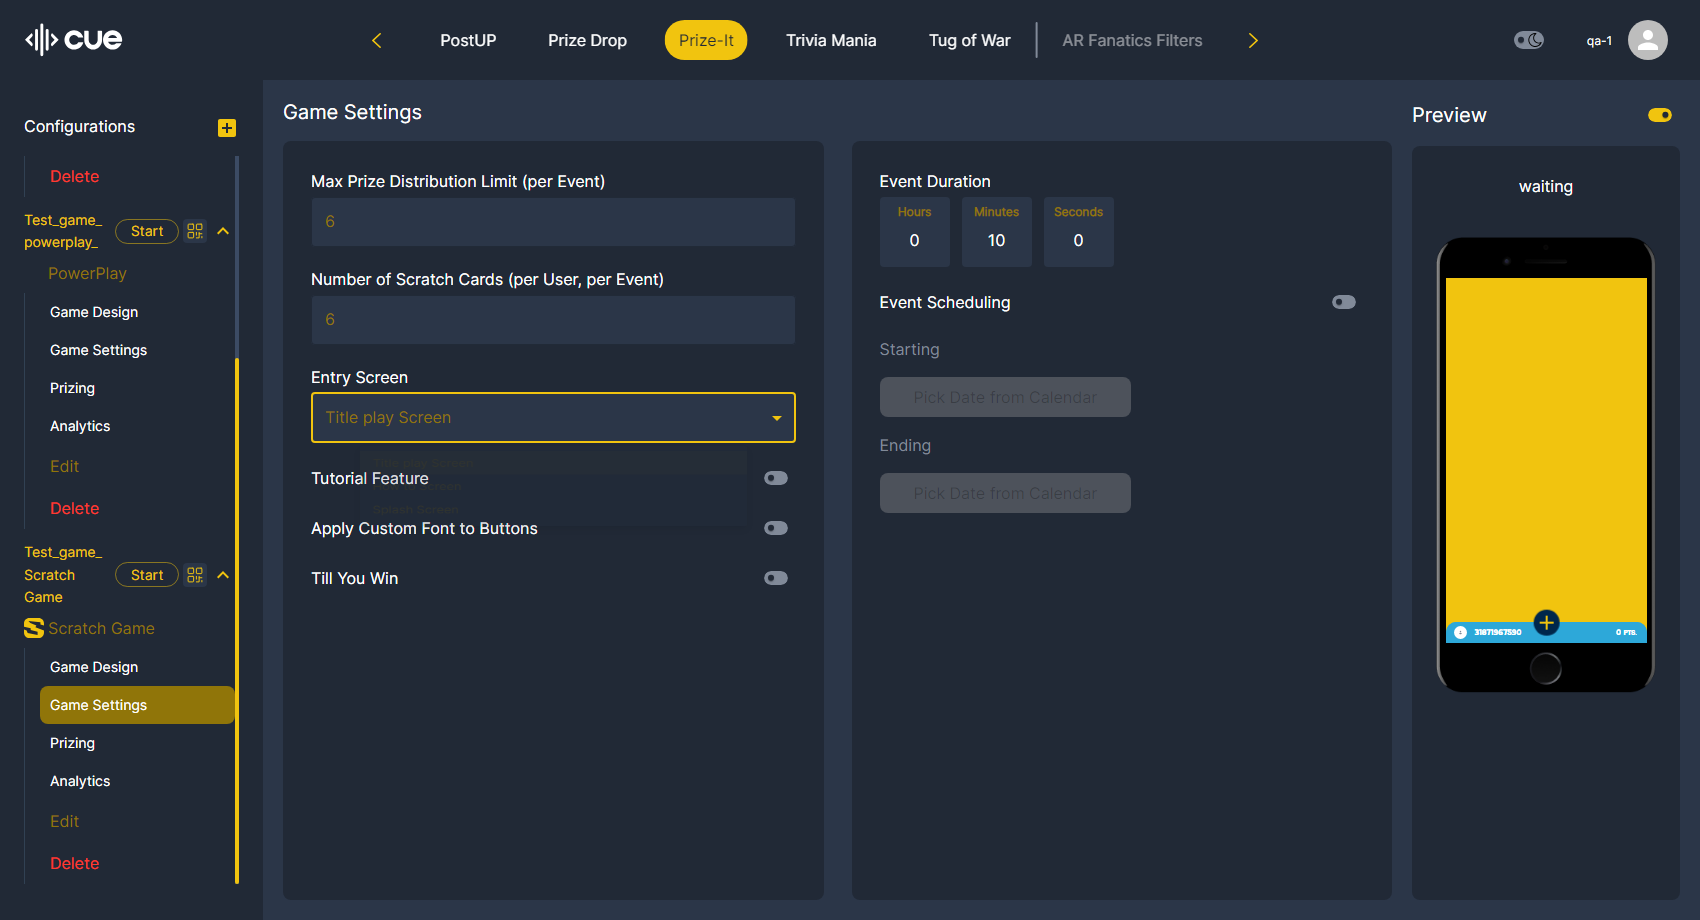 cue
PostUP
Prize Drop
Prize-It
Trivia Mania
Tug of War
AR Fanatics Filters
qa-1
Configurations
Delete
Test_game_
powerplay_
Start
PowerPlay
Game Design
Game Settings
Prizing
Analytics
Edit
Delete
Test_game_
Scratch
Game
Start
Scratch Game
Game Design
Game Settings
Prizing
Analytics
Edit
Delete
Game Settings
Max Prize Distribution Limit (per Event)
6
Number of Scratch Cards (per User, per Event)
6
Entry Screen
Title play Screen
Tutorial Feature
Apply Custom Font to Buttons
Till You Win
Event Duration
Hours
0
Minutes
10
Seconds
0
Event Scheduling
Starting
Pick Date from Calendar
Ending
Pick Date from Calendar
Preview
waiting
31871967590
0 PTS.